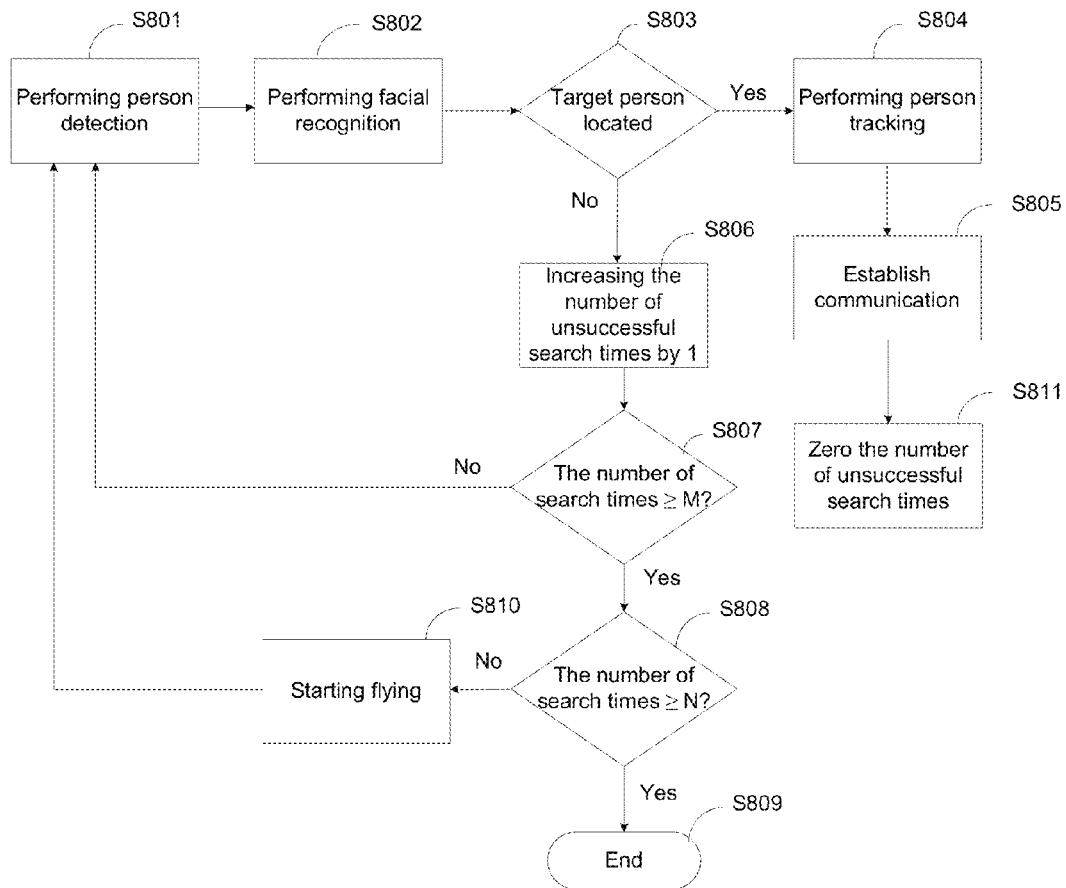 S801
S802
S803
S804
Performing person
detection
Performing facial
recognition
Target person
located
Yes
Performing person
tracking
No
S805
Establish
communication
S806
Increasing the
number of
unsuccessful
search times by 1
S811
Zero the number
of unsuccessful
search times
S807
No
The number of
search times ≥ M?
Yes
S808
S810
No
The number of
search times ≥ N?
Starting flying
Yes
S809
End